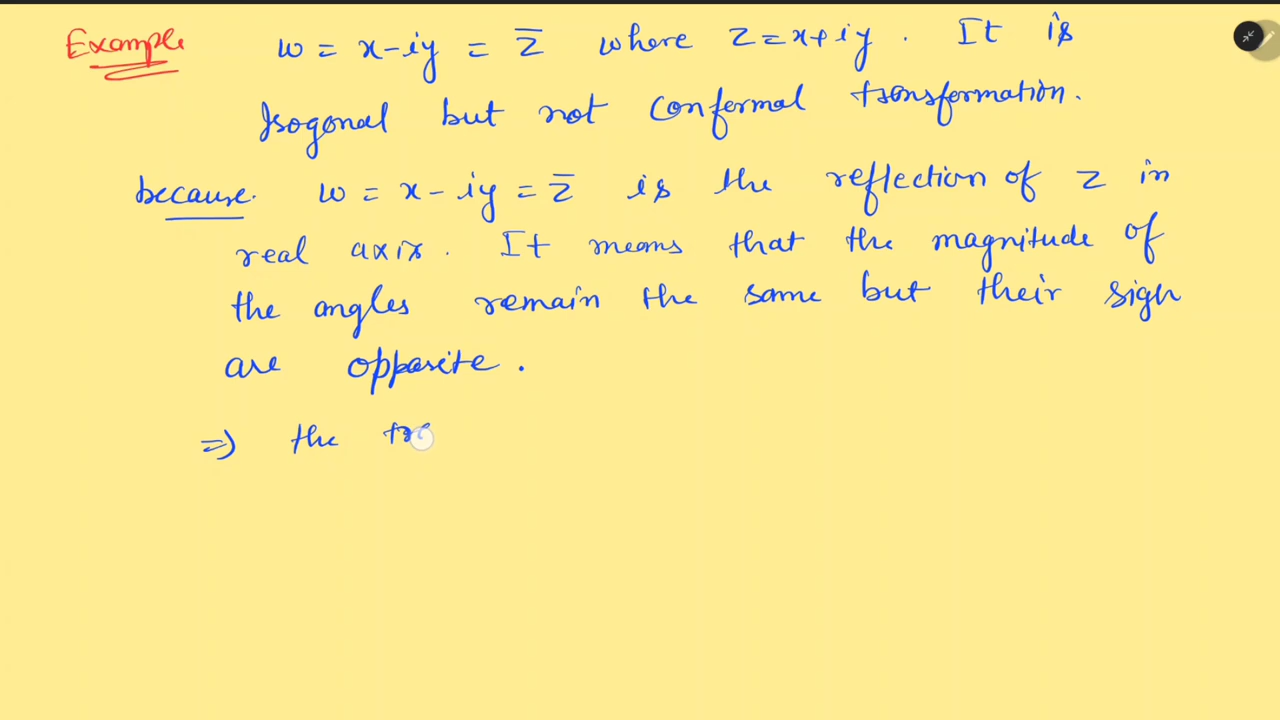 Example w = x-iy = z̅ where z = x+iy. It is
Isogonal but not Conformal transformation.
because. w = x-iy = z̅ is the reflection of z in
real axis. It means that the magnitude of
the angles remain the same but their sign
are opposite.
⇒ the tr